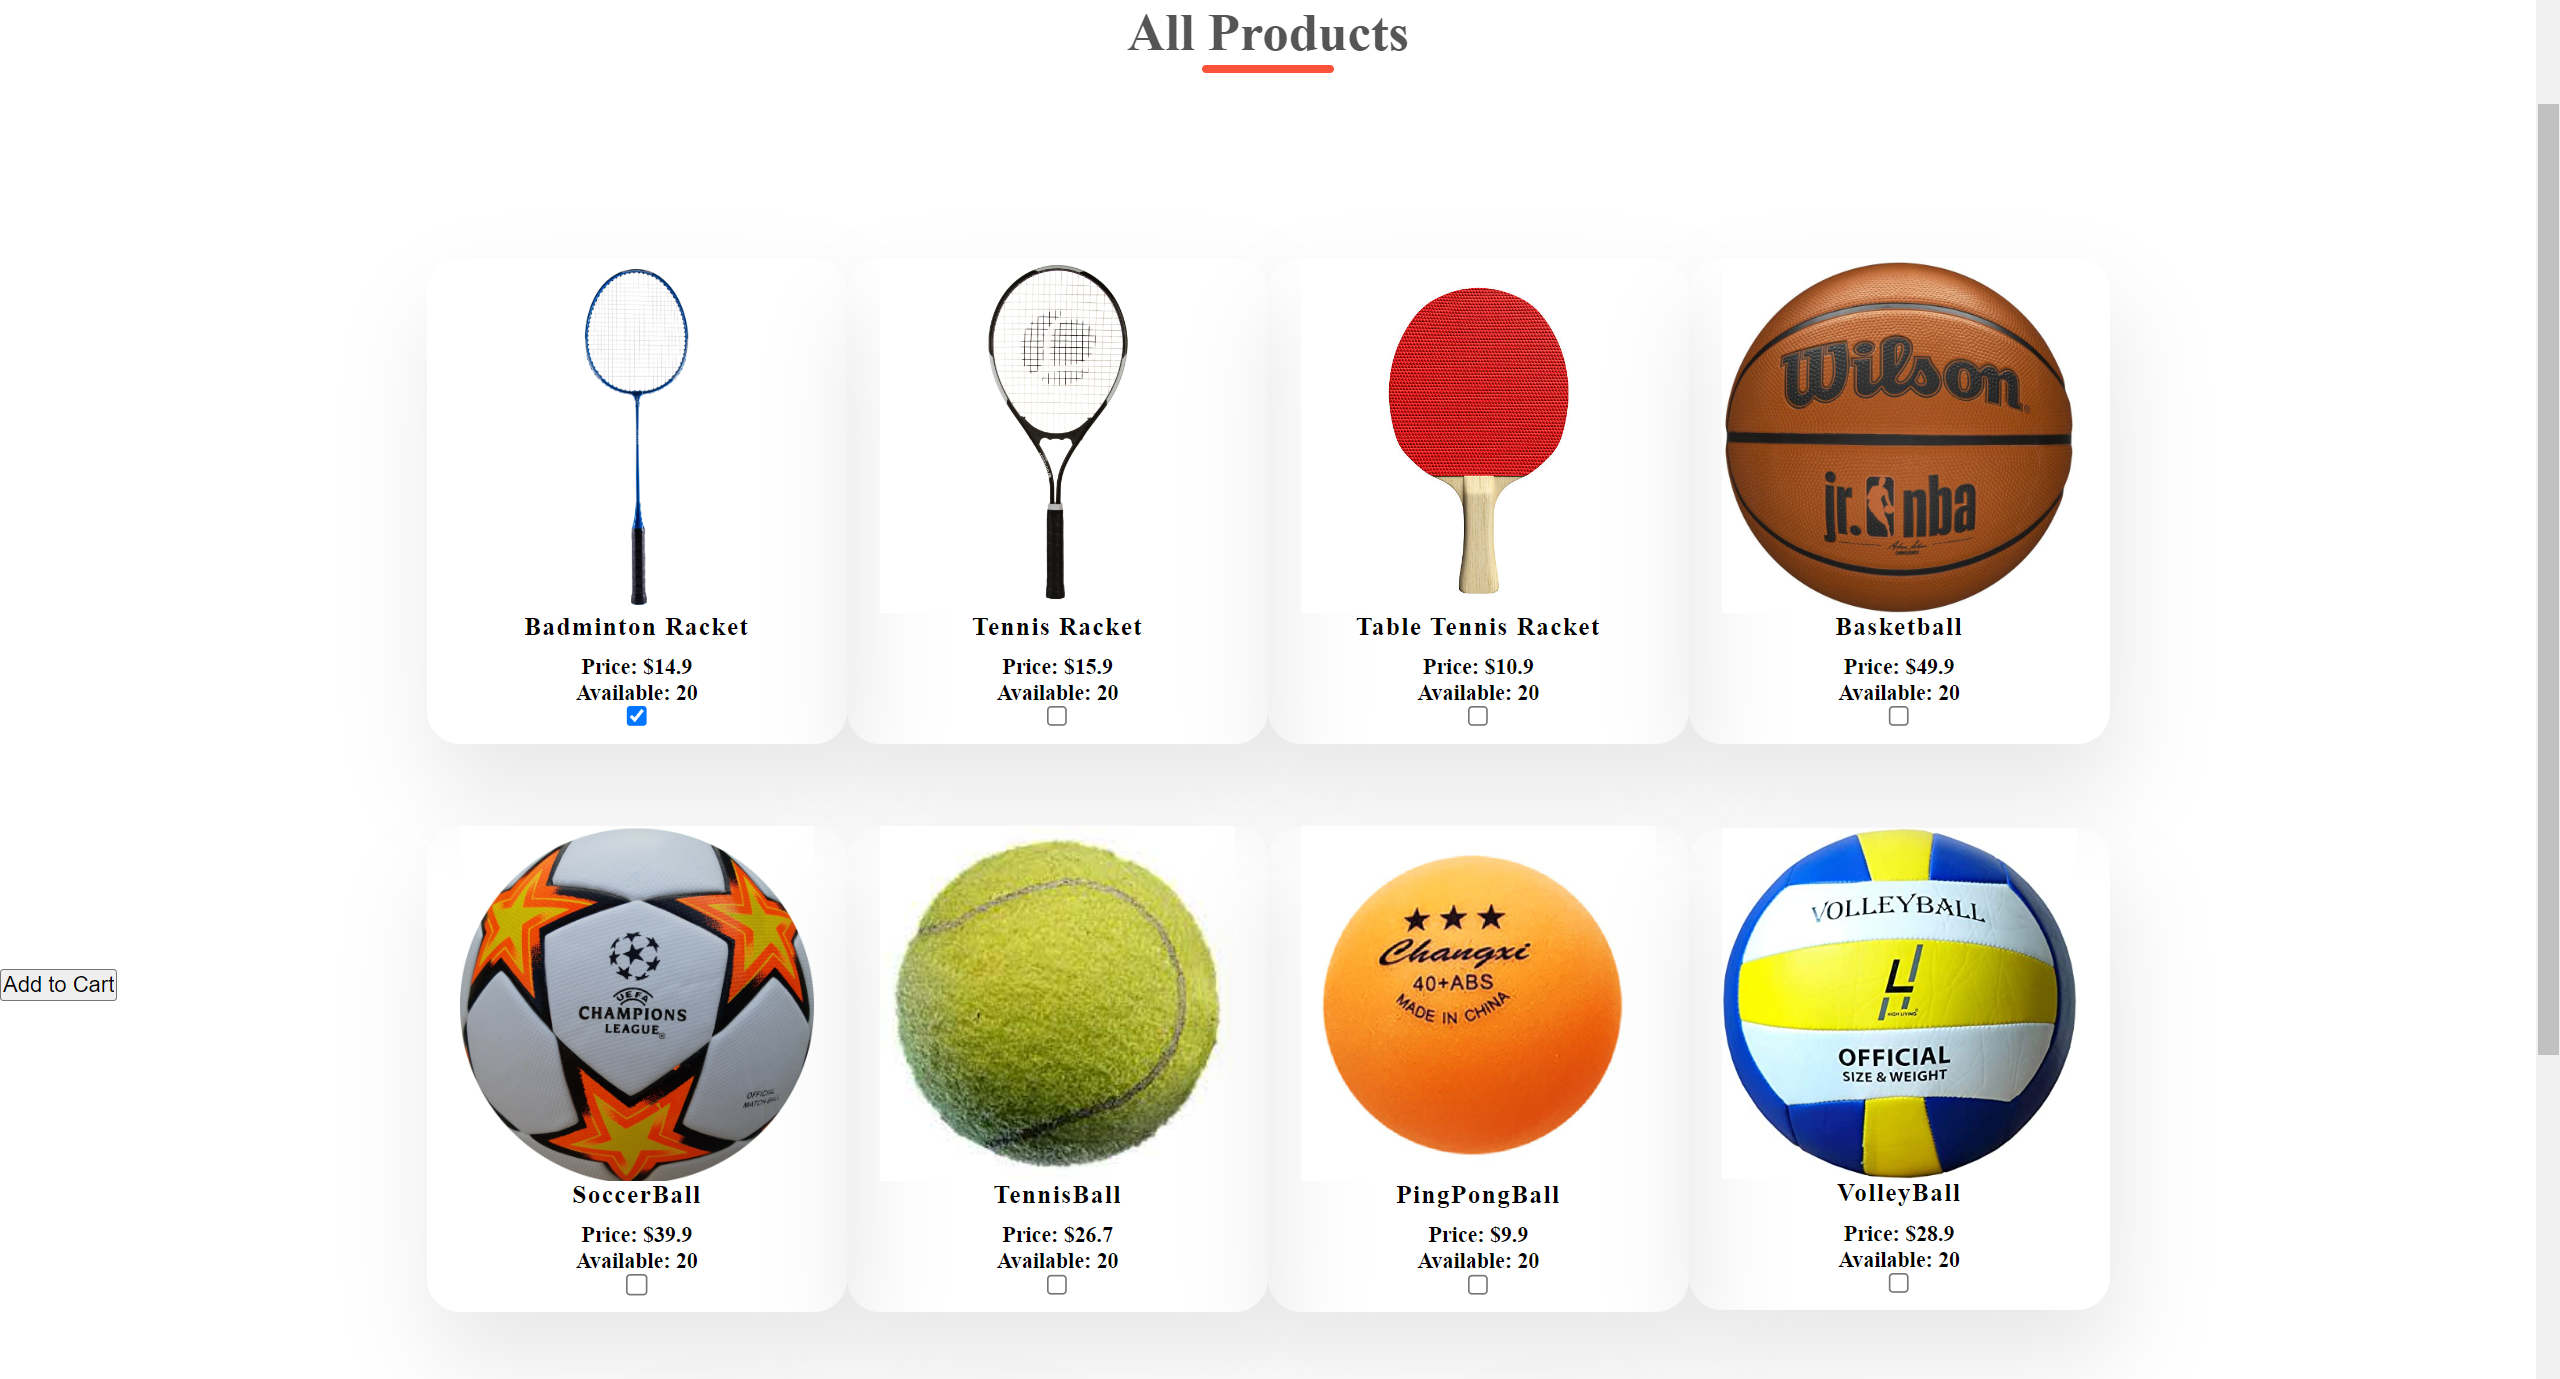 All Products
Wilson
jr. nba
Badminton Racket
Price: $14.9
Available: 20
Tennis Racket
Price: $15.9
Available: 20
Table Tennis Racket
Price: $10.9
Available: 20
Basketball
Price: $49.9
Available: 20
Add to Cart
UEFA
CHAMPIONS
LEAGUE®
OFFICIAL
MATCH BALL
Changxi
40+ABS
MADE IN CHINA
VOLLEYBALL
HIGH LIVING
OFFICIAL
SIZE & WEIGHT
SoccerBall
Price: $39.9
Available: 20
TennisBall
Price: $26.7
Available: 20
PingPongBall
Price: $9.9
Available: 20
VolleyBall
Price: $28.9
Available: 20